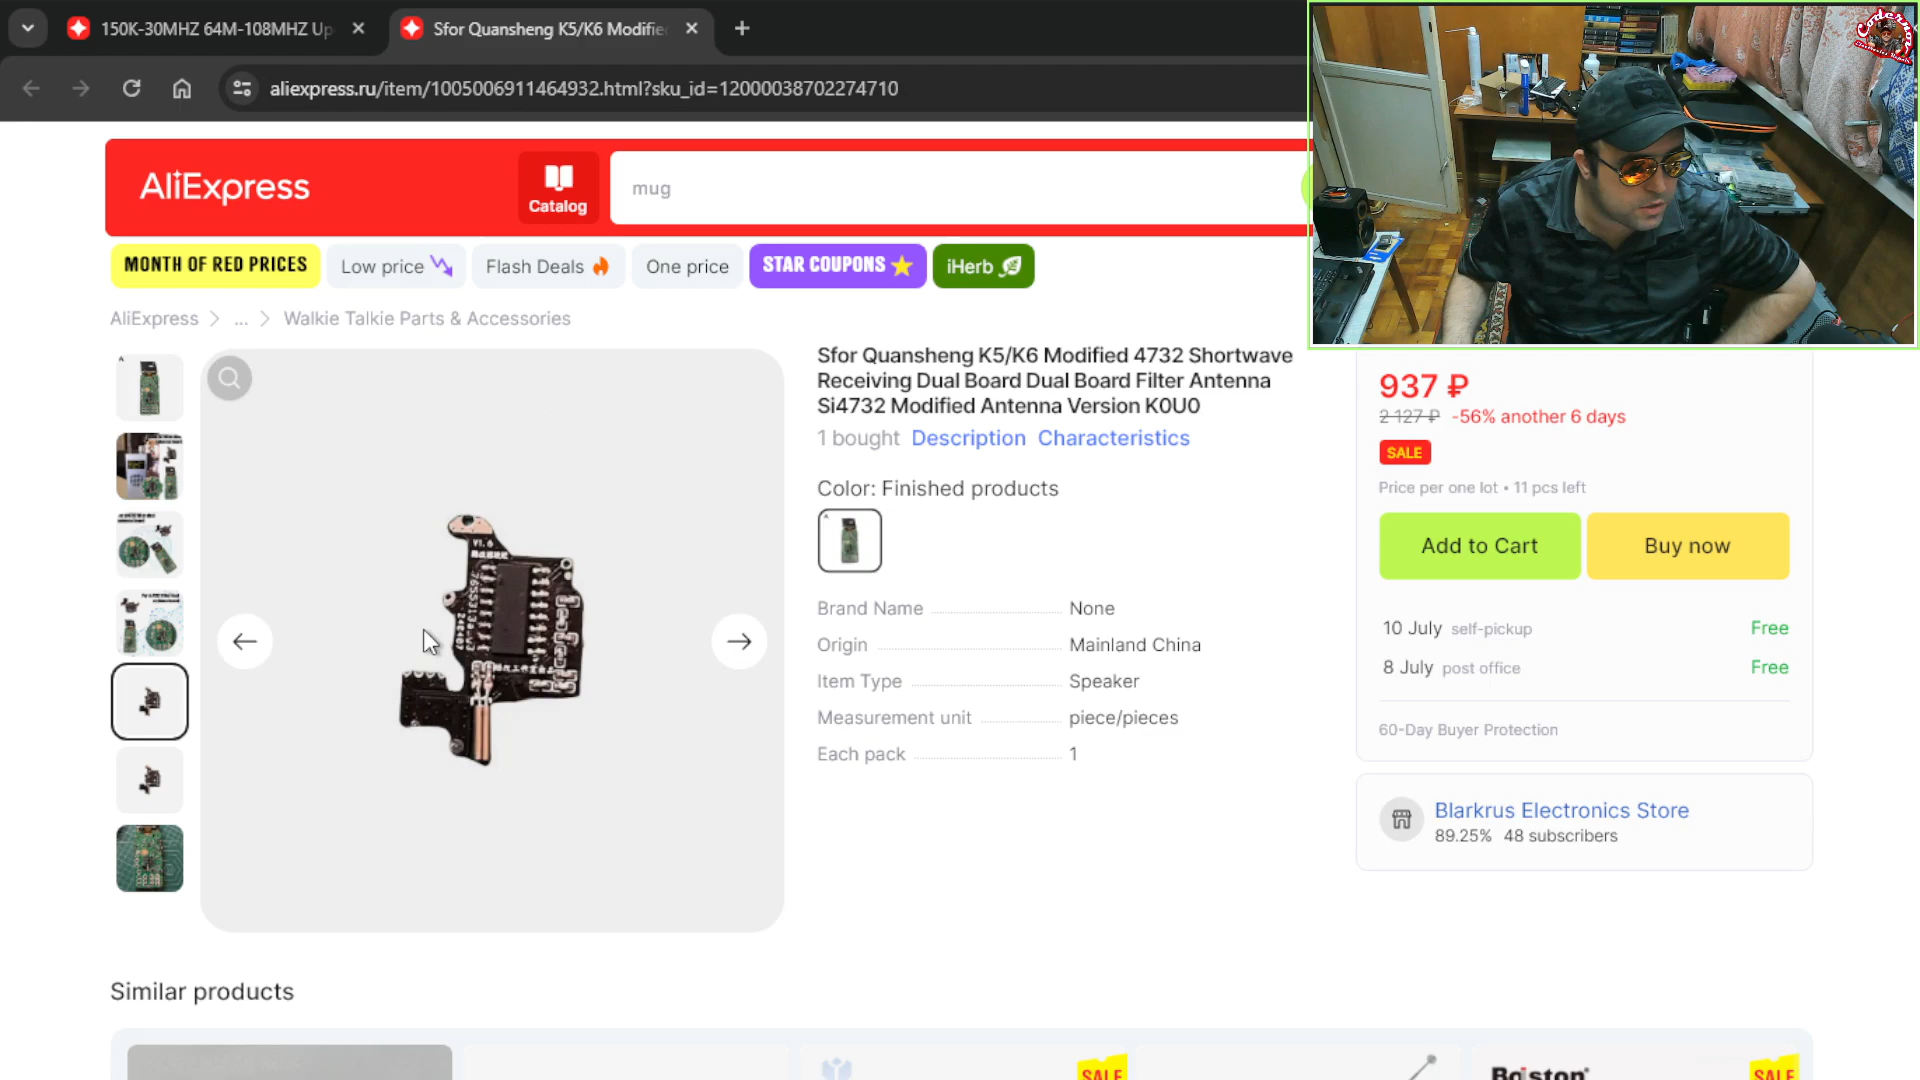 150K-30MHZ 64M-108MHZ Up
Sfor Quansheng K5/K6 Modifie
aliexpress.ru/item/1005006911464932.html?sku_id=12000038702274710
AliExpress
Catalog
mug
MONTH OF RED PRICES
Low price
Flash Deals
One price
STAR COUPONS
iHerb
AliExpress > ... > Walkie Talkie Parts & Accessories
Sfor Quansheng K5/K6 Modified 4732 Shortwave
Receiving Dual Board Dual Board Filter Antenna
Si4732 Modified Antenna Version K0U0
1 bought Description Characteristics
Color: Finished products
Brand Name None
Origin Mainland China
Item Type Speaker
Measurement unit piece/pieces
Each pack 1
V1.6
937 ₽
2 127 ₽ -56% another 6 days
SALE
Price per one lot • 11 pcs left
Add to Cart
Buy now
10 July self-pickup Free
8 July post office Free
60-Day Buyer Protection
Blarkrus Electronics Store
89.25% 48 subscribers
Similar products
SALE
Boiston
SALE